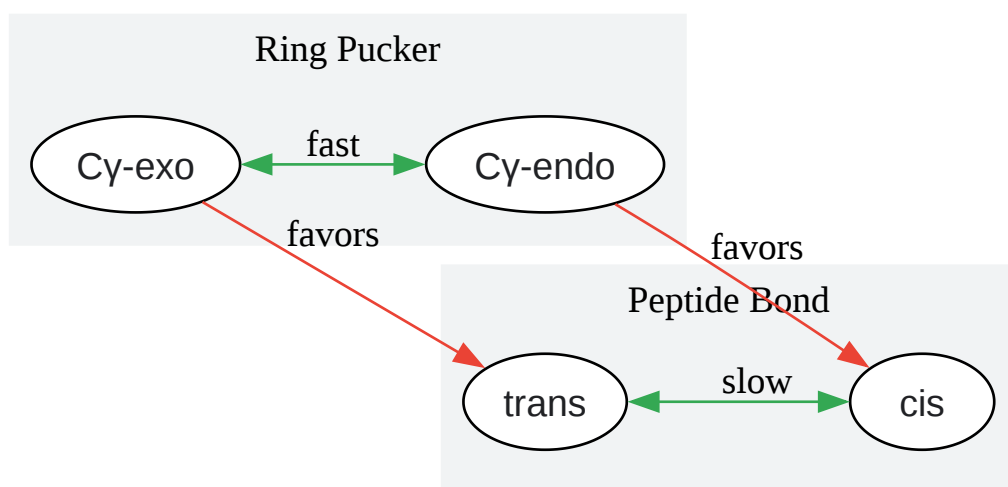 Ring Pucker
Cγ-exo
fast
Cγ-endo
favors
favors
Peptide Bond
trans
slow
cis